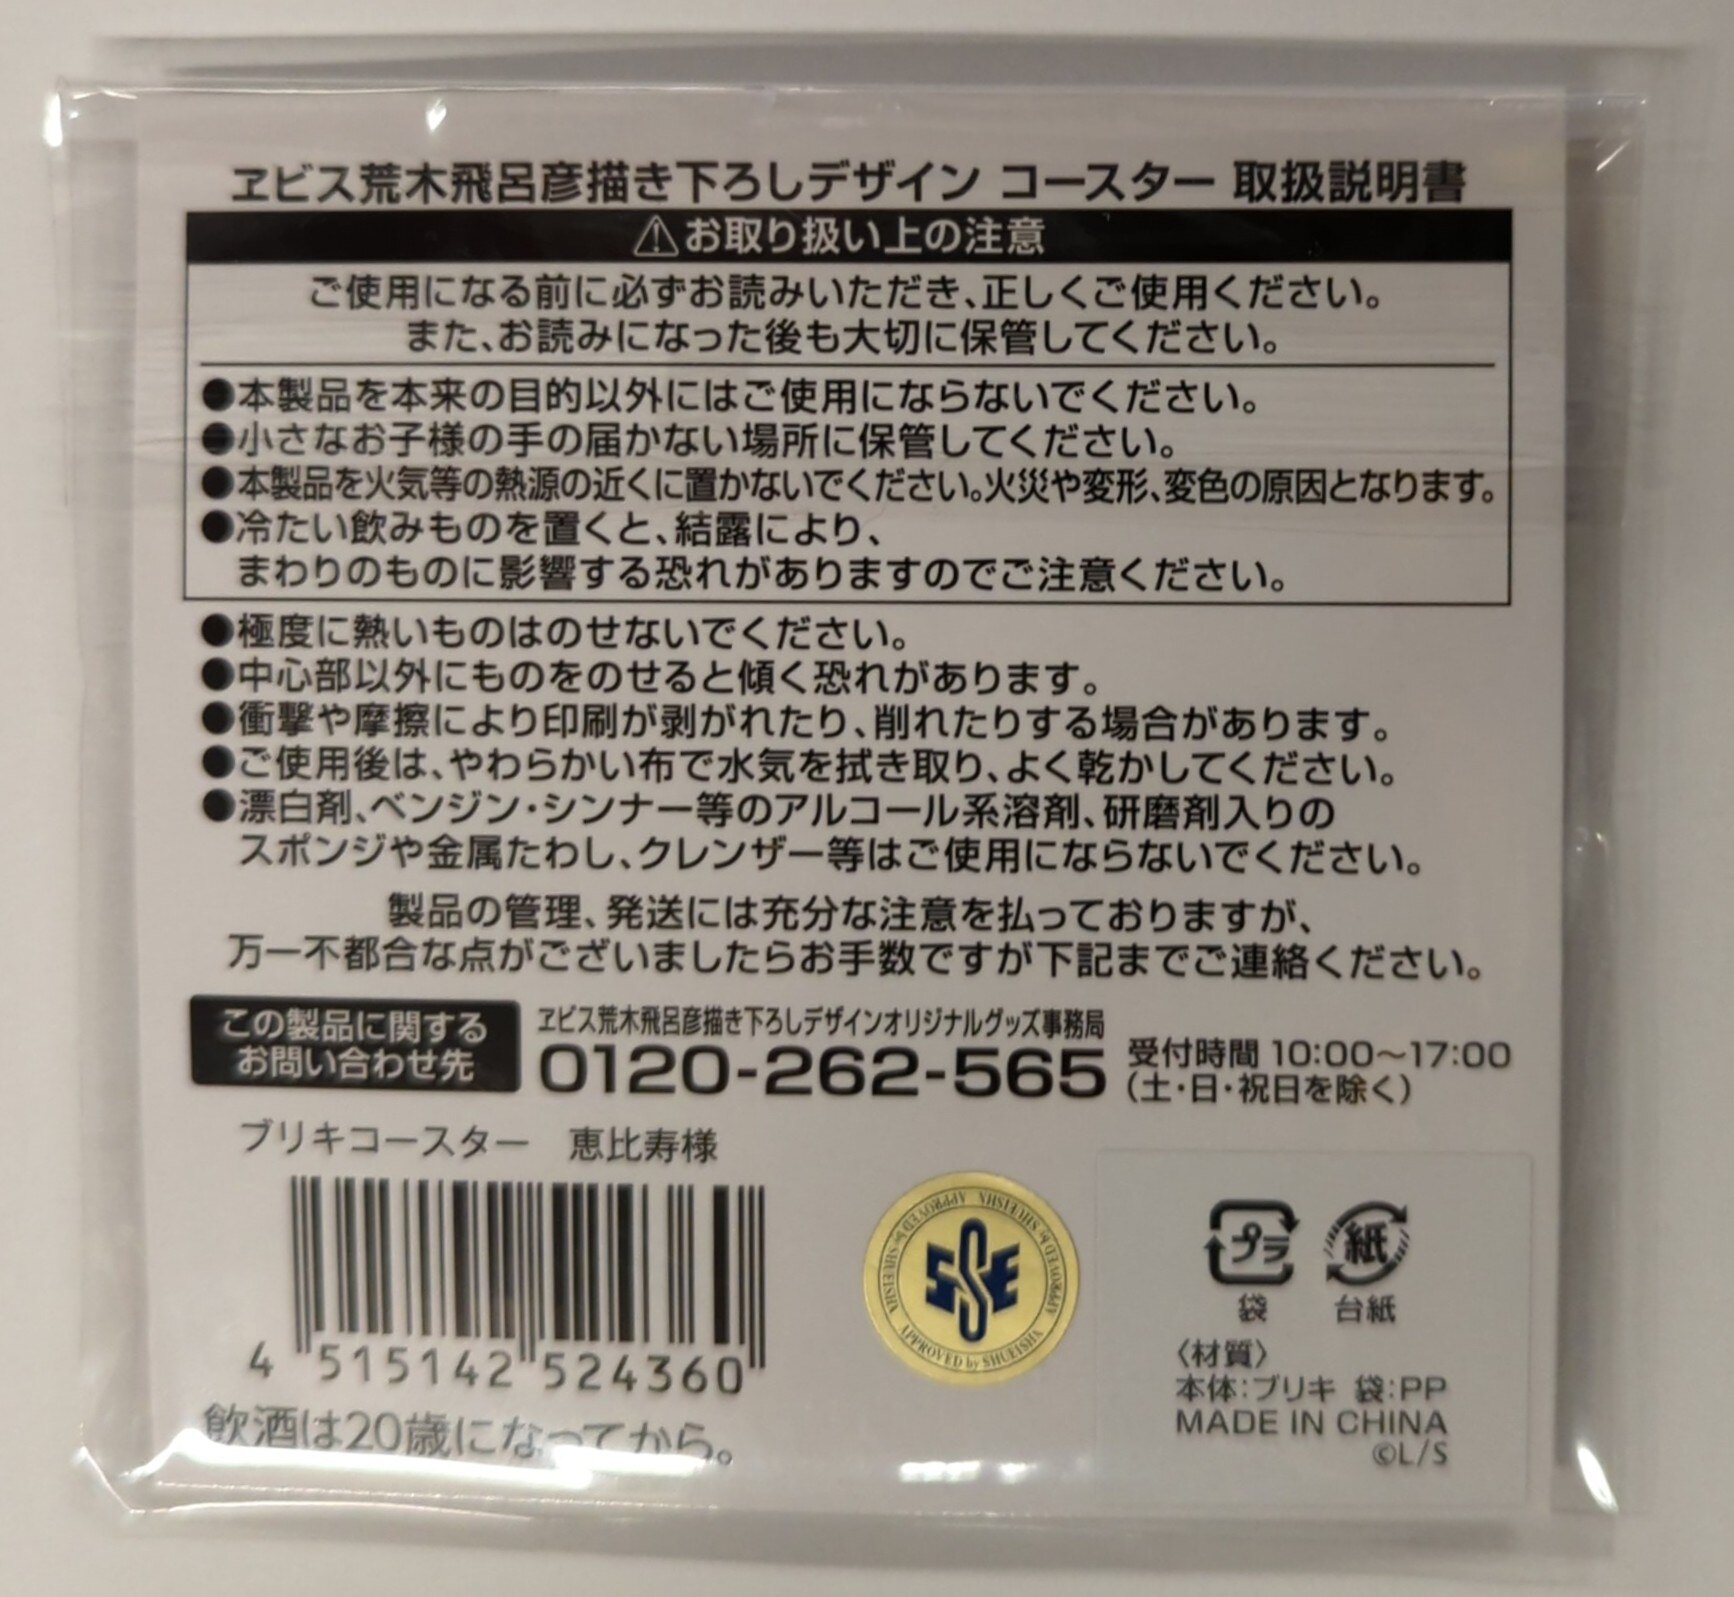 ヱビス荒木飛呂彦描き下ろしデザイン コースター 取扱説明書
⚠お取り扱い上の注意
ご使用になる前に必ずお読みいただき、正しくご使用ください。
また、お読みになった後も大切に保管してください。
●本製品を本来の目的以外にはご使用にならないでください。
●小さなお子様の手の届かない場所に保管してください。
●本製品を火気等の熱源の近くに置かないでください。火災や変形、変色の原因となります。
●冷たい飲みものを置くと、結露により、
まわりのものに影響する恐れがありますのでご注意ください。
●極度に熱いものはのせないでください。
●中心部以外にものをのせると傾く恐れがあります。
●衝撃や摩擦により印刷が剥がれたり、削れたりする場合があります。
●ご使用後は、やわらかい布で水気を拭き取り、よく乾かしてください。
●漂白剤、ベンジン・シンナー等のアルコール系溶剤、研磨剤入りの
スポンジや金属たわし、クレンザー等はご使用にならないでください。
製品の管理、発送には充分な注意を払っておりますが、
万一不都合な点がございましたらお手数ですが下記までご連絡ください。
この製品に関する
お問い合わせ先
ヱビス荒木飛呂彦描き下ろしデザインオリジナルグッズ事務局
0120-262-565
受付時間 10:00～17:00
(土・日・祝日を除く)
ブリキコースター 恵比寿様
4 515142 524360
飲酒は20歳になってから。
APPROVED by SHUEISHA APPROVED by SHUEISHA APPROVED by SHUEISHA
SSE
プラ
袋
紙
台紙
〈材質〉
本体：ブリキ 袋：PP
MADE IN CHINA
©L/S